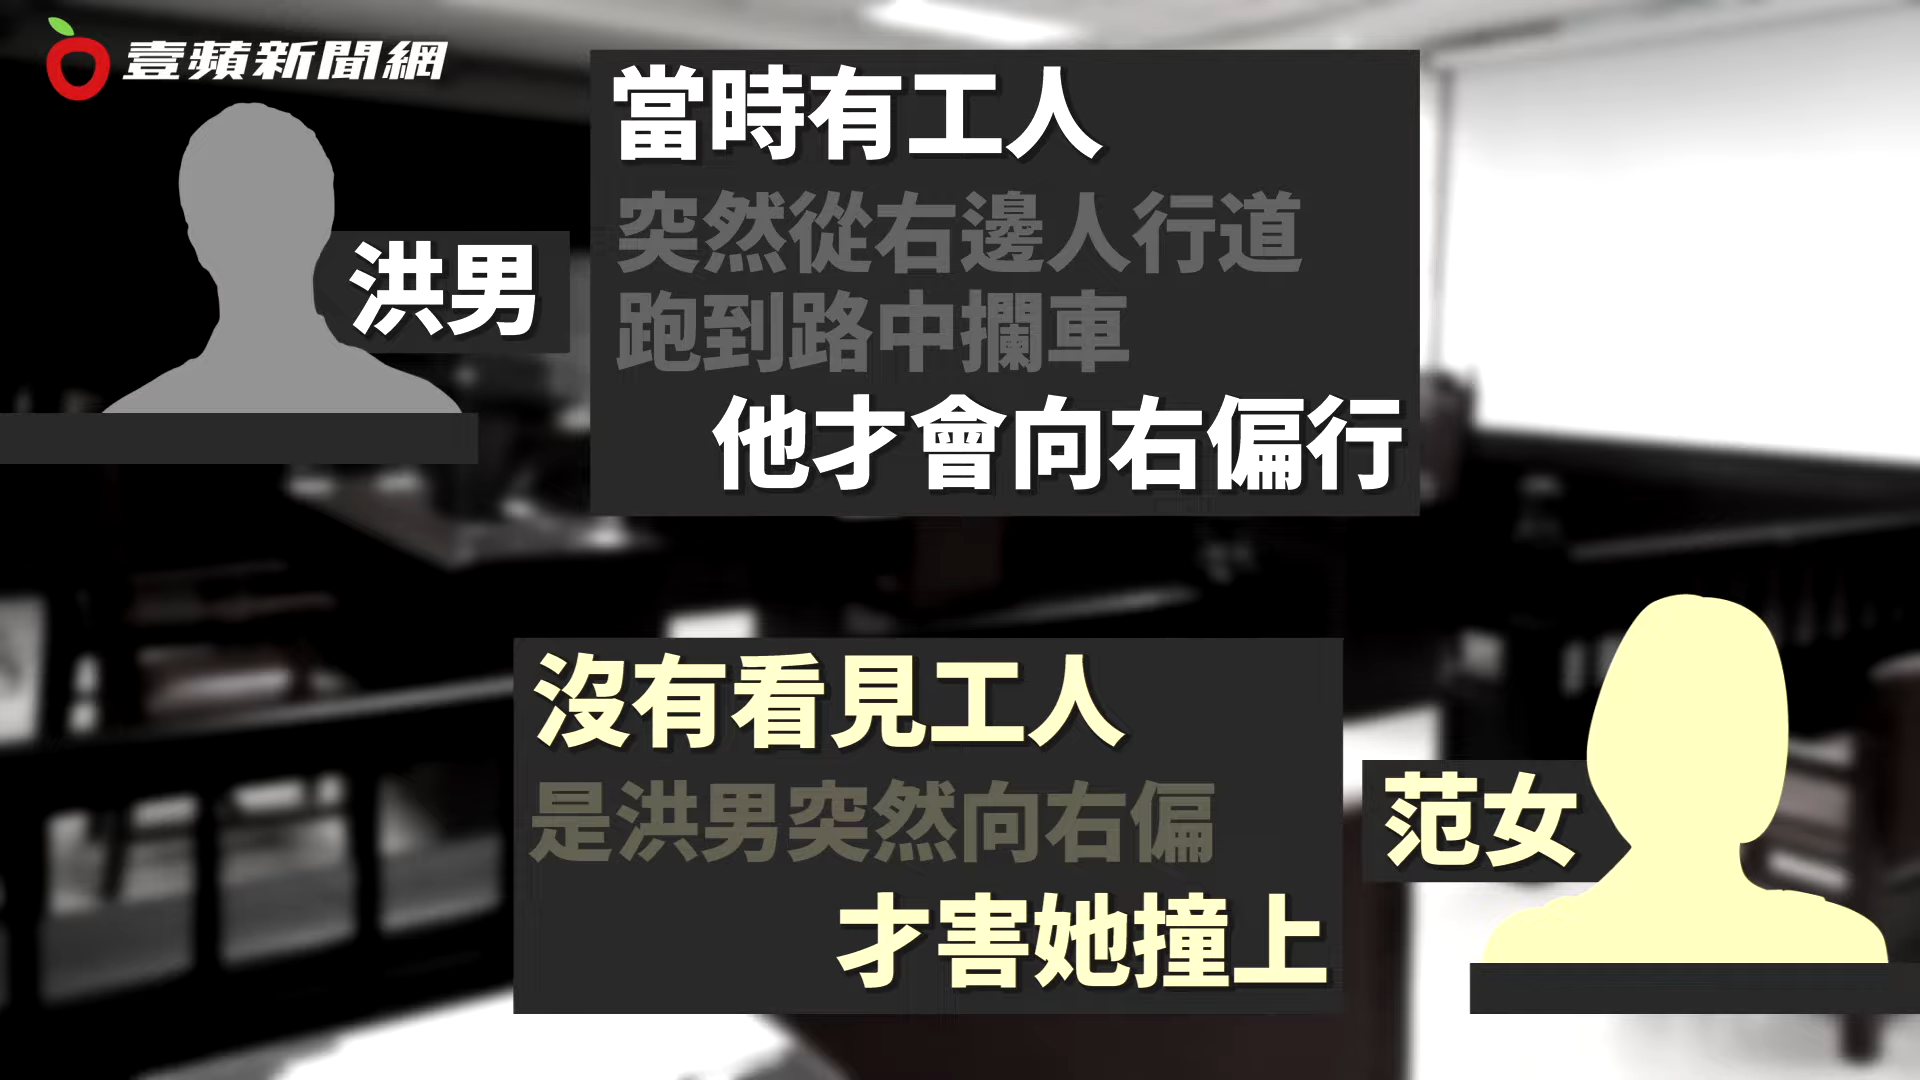 壹蘋新聞網
當時有工人
突然從右邊人行道
跑到路中攔車
他才會向右偏行
洪男
沒有看見工人
是洪男突然向右偏
才害她撞上
范女